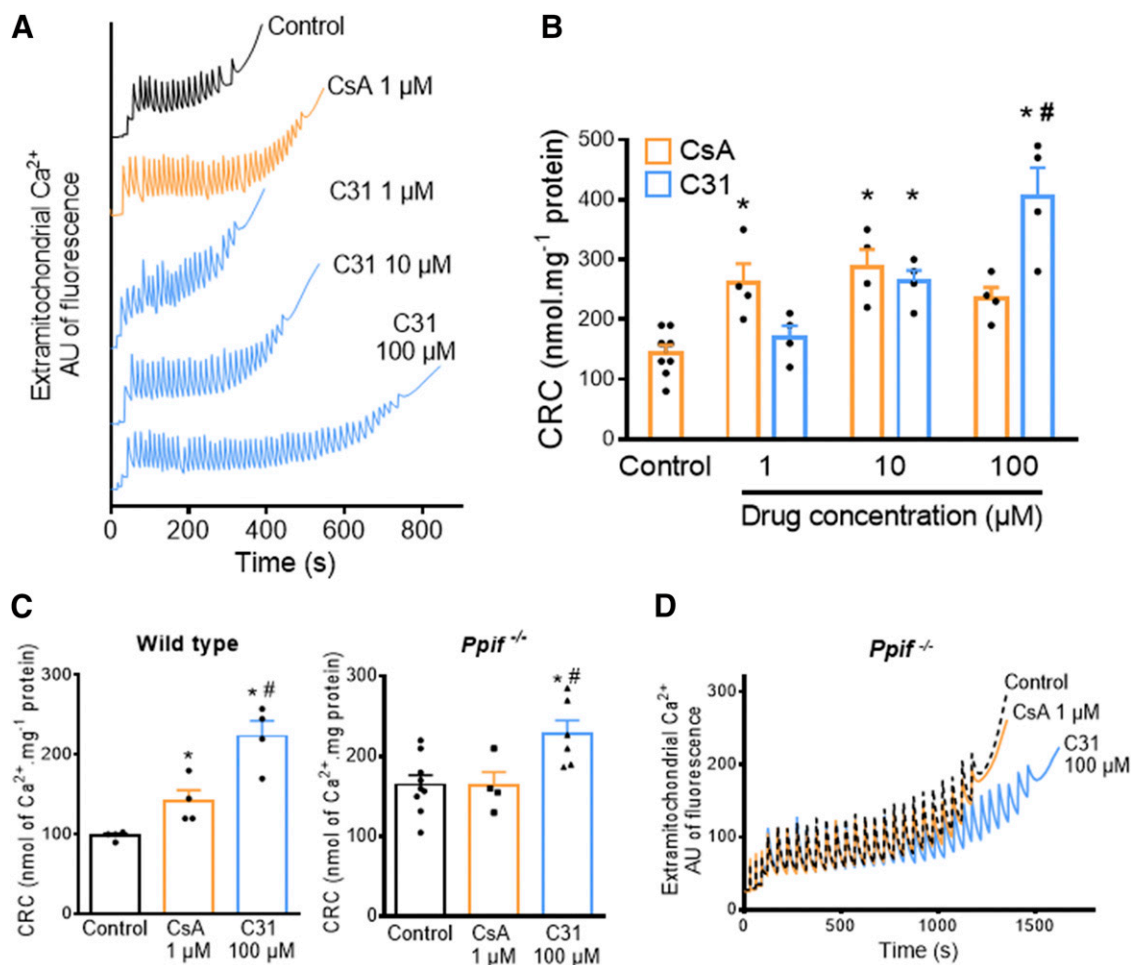 A
Control
CsA 1 µM
C31 1 µM
C31 10 µM
C31
100 µM
Extramitochondrial Ca²⁺
AU of fluorescence
0 200 400 600 800
Time (s)
B
CsA
C31
* * * * #
CRC (nmol.mg⁻¹ protein)
500
400
300
200
100
0
Control 1 10 100
Drug concentration (µM)
C
Wild type
CRC (nmol of Ca²⁺.mg⁻¹ protein)
300
200
100
0
* * #
Control CsA C31
1 µM 100 µM
Ppif -/-
CRC (nmol of Ca²⁺.mg protein)
300
200
100
0
* #
Control CsA C31
1 µM 100 µM
D
Ppif -/-
Extramitochondrial Ca²⁺
AU of fluorescence
300
200
100
0
Control
CsA 1 µM
C31
100 µM
0 500 1000 1500
Time (s)